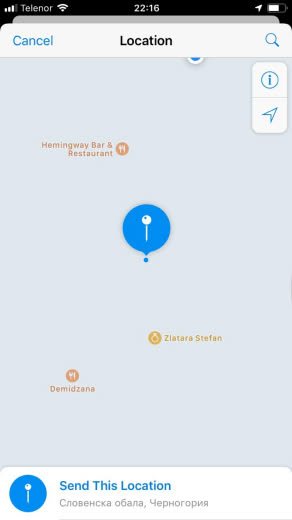 Telenor 22:16
Cancel Location
Hemingway Bar &
Restaurant
Zlatara Stefan
Demidzana
Send This Location
Словенска обала, Черногория